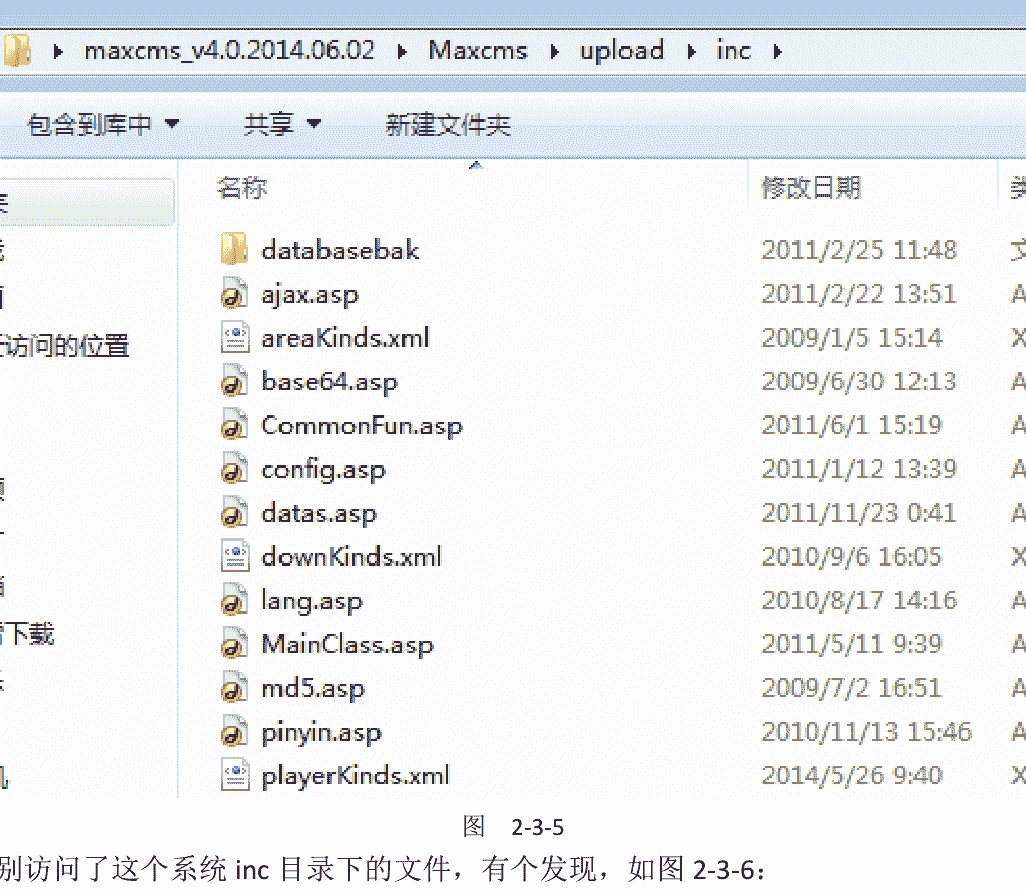 maxcms_v4.0.2014.06.02 Maxcms upload inc
包含到库中 共享 新建文件夹
名称 修改日期
databasebak 2011/2/25 11:48
ajax.asp 2011/2/22 13:51
areaKinds.xml 2009/1/5 15:14
访问的位置
base64.asp 2009/6/30 12:13
CommonFun.asp 2011/6/1 15:19
config.asp 2011/1/12 13:39
datas.asp 2011/11/23 0:41
downKinds.xml 2010/9/6 16:05
lang.asp 2010/8/17 14:16
下载
MainClass.asp 2011/5/11 9:39
md5.asp 2009/7/2 16:51
pinyin.asp 2010/11/13 15:46
playerKinds.xml 2014/5/26 9:40
图 2-3-5
别访问了这个系统 inc 目录下的文件，有个发现，如图 2-3-6：